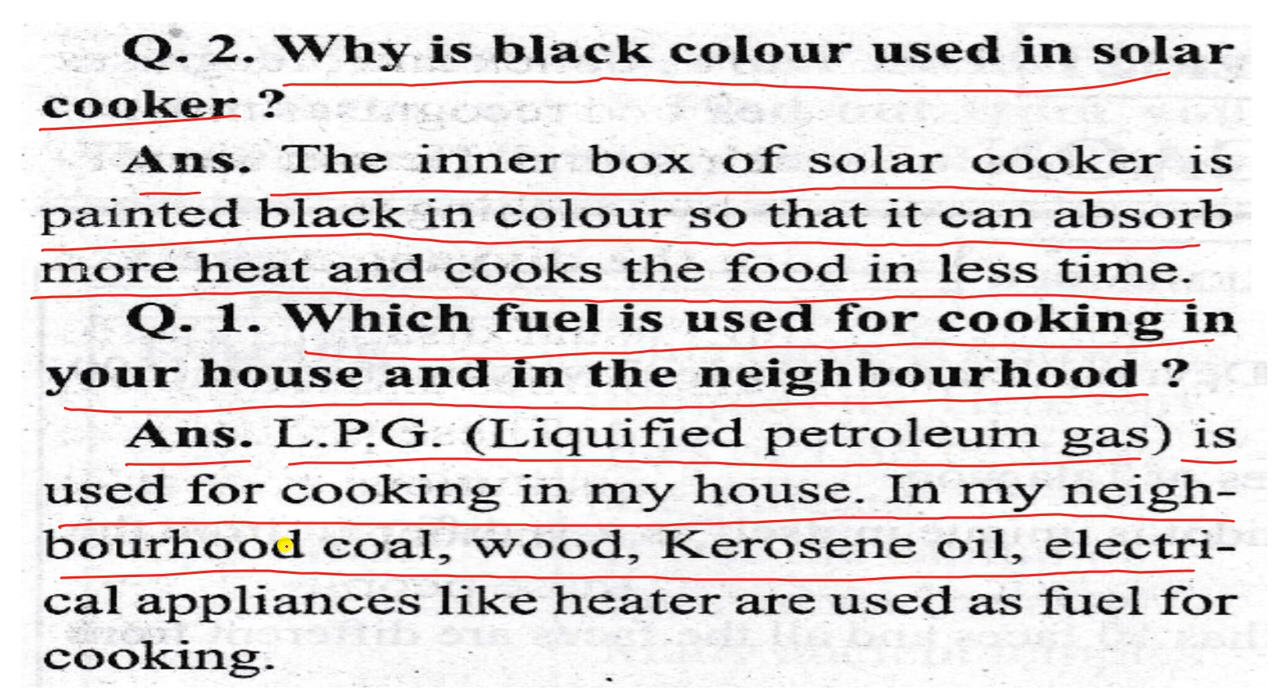 Q. 2. Why is black colour used in solar
cooker ?
Ans. The inner box of solar cooker is
painted black in colour so that it can absorb
more heat and cooks the food in less time.
Q. 1. Which fuel is used for cooking in
your house and in the neighbourhood ?
Ans. L.P.G. (Liquified petroleum gas) is
used for cooking in my house. In my neigh-
bourhood coal, wood, Kerosene oil, electri-
cal appliances like heater are used as fuel for
cooking.